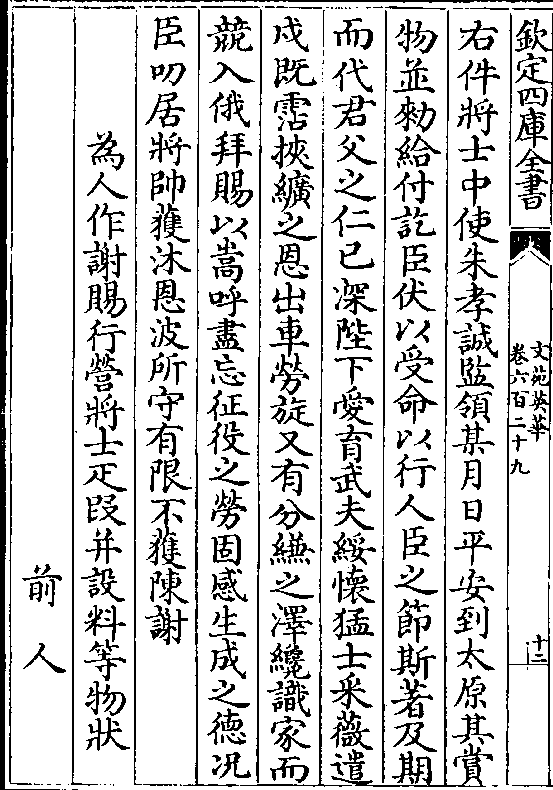 欽定四庫全書
文苑英華
卷六百二十九
十二
右件將士中使朱孝誠監領某月日平安到太原其賞
物並勑給付訖臣伏以受命以行人臣之節斯著及期
而代君父之仁已深陛下愛育武夫綏懷猛士采薇遣
戍既霑挾纊之恩出車勞旋又有分縑之澤纔識家而
競入俄拜賜以嵩呼盡忘征役之勞固感生成之德况
臣叨居將帥獲沐恩波所守有限不獲陳謝
為人作謝賜行營將士疋段并設料等物狀
前人